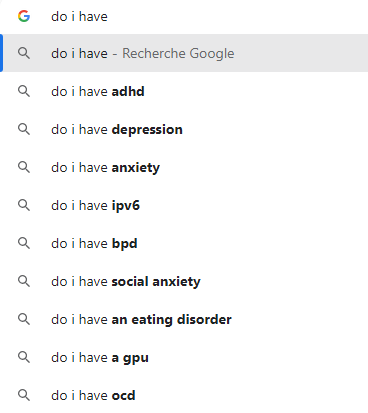 do i have
do i have - Recherche Google
do i have adhd
do i have depression
do i have anxiety
do i have ipv6
do i have bpd
do i have social anxiety
do i have an eating disorder
do i have a gpu
do i have ocd